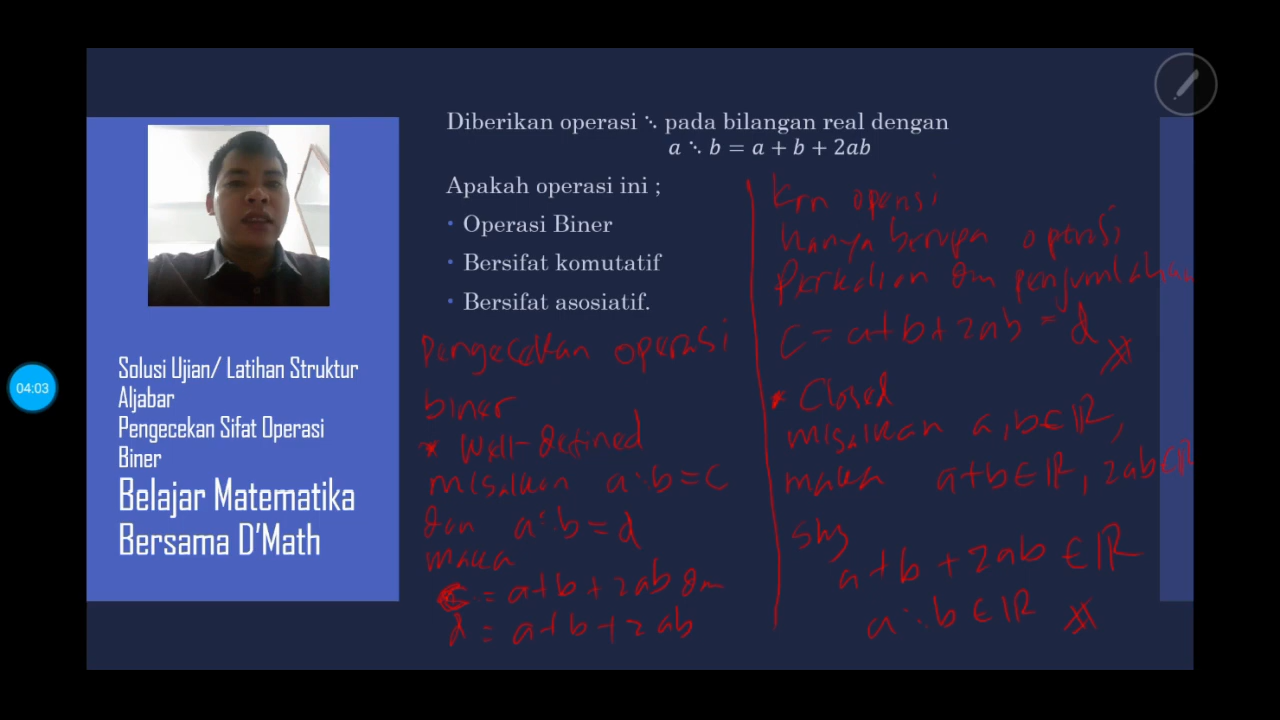 Diberikan operasi ⋱ pada bilangan real dengan
a ⋱ b = a + b + 2ab
Apakah operasi ini ;
• Operasi Biner
• Bersifat komutatif
• Bersifat asosiatif.
Pengecekan operasi
biner
* Well-defined
misalkan a ⋱ b = c
dan a ⋱ b = d
maka
c = a+b+2ab dn
d = a+b+2ab
krn operasi
hanya berupa operasi
perkalian dn penjumlahan
c = a+b+2ab = d
* Closed
misalkan a,b ∈ ℝ,
maka a+b ∈ ℝ, 2ab ∈ ℝ
shg
a+b+2ab ∈ ℝ
a ⋱ b ∈ ℝ
Solusi Ujian/ Latihan Struktur
Aljabar
Pengecekan Sifat Operasi
Biner
Belajar Matematika
Bersama D'Math
04:03